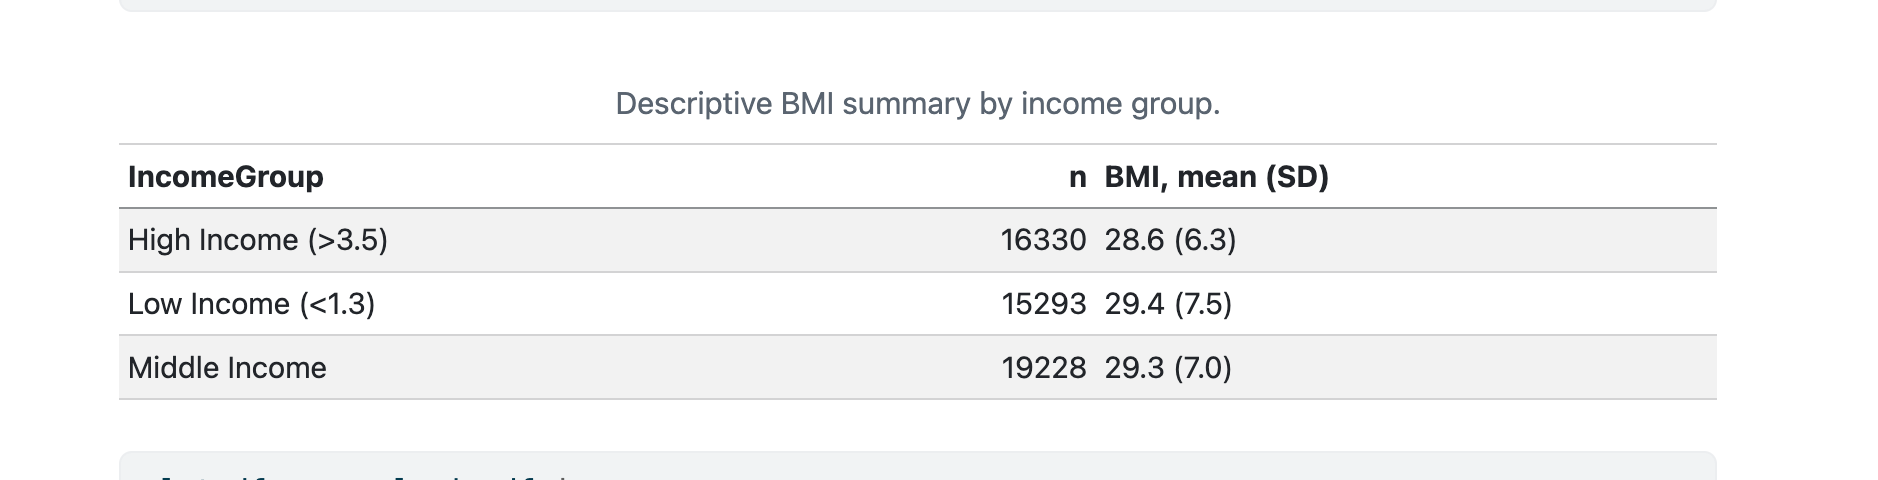 Descriptive BMI summary by income group.
IncomeGroup n BMI, mean (SD)
High Income (>3.5) 16330 28.6 (6.3)
Low Income (<1.3) 15293 29.4 (7.5)
Middle Income 19228 29.3 (7.0)